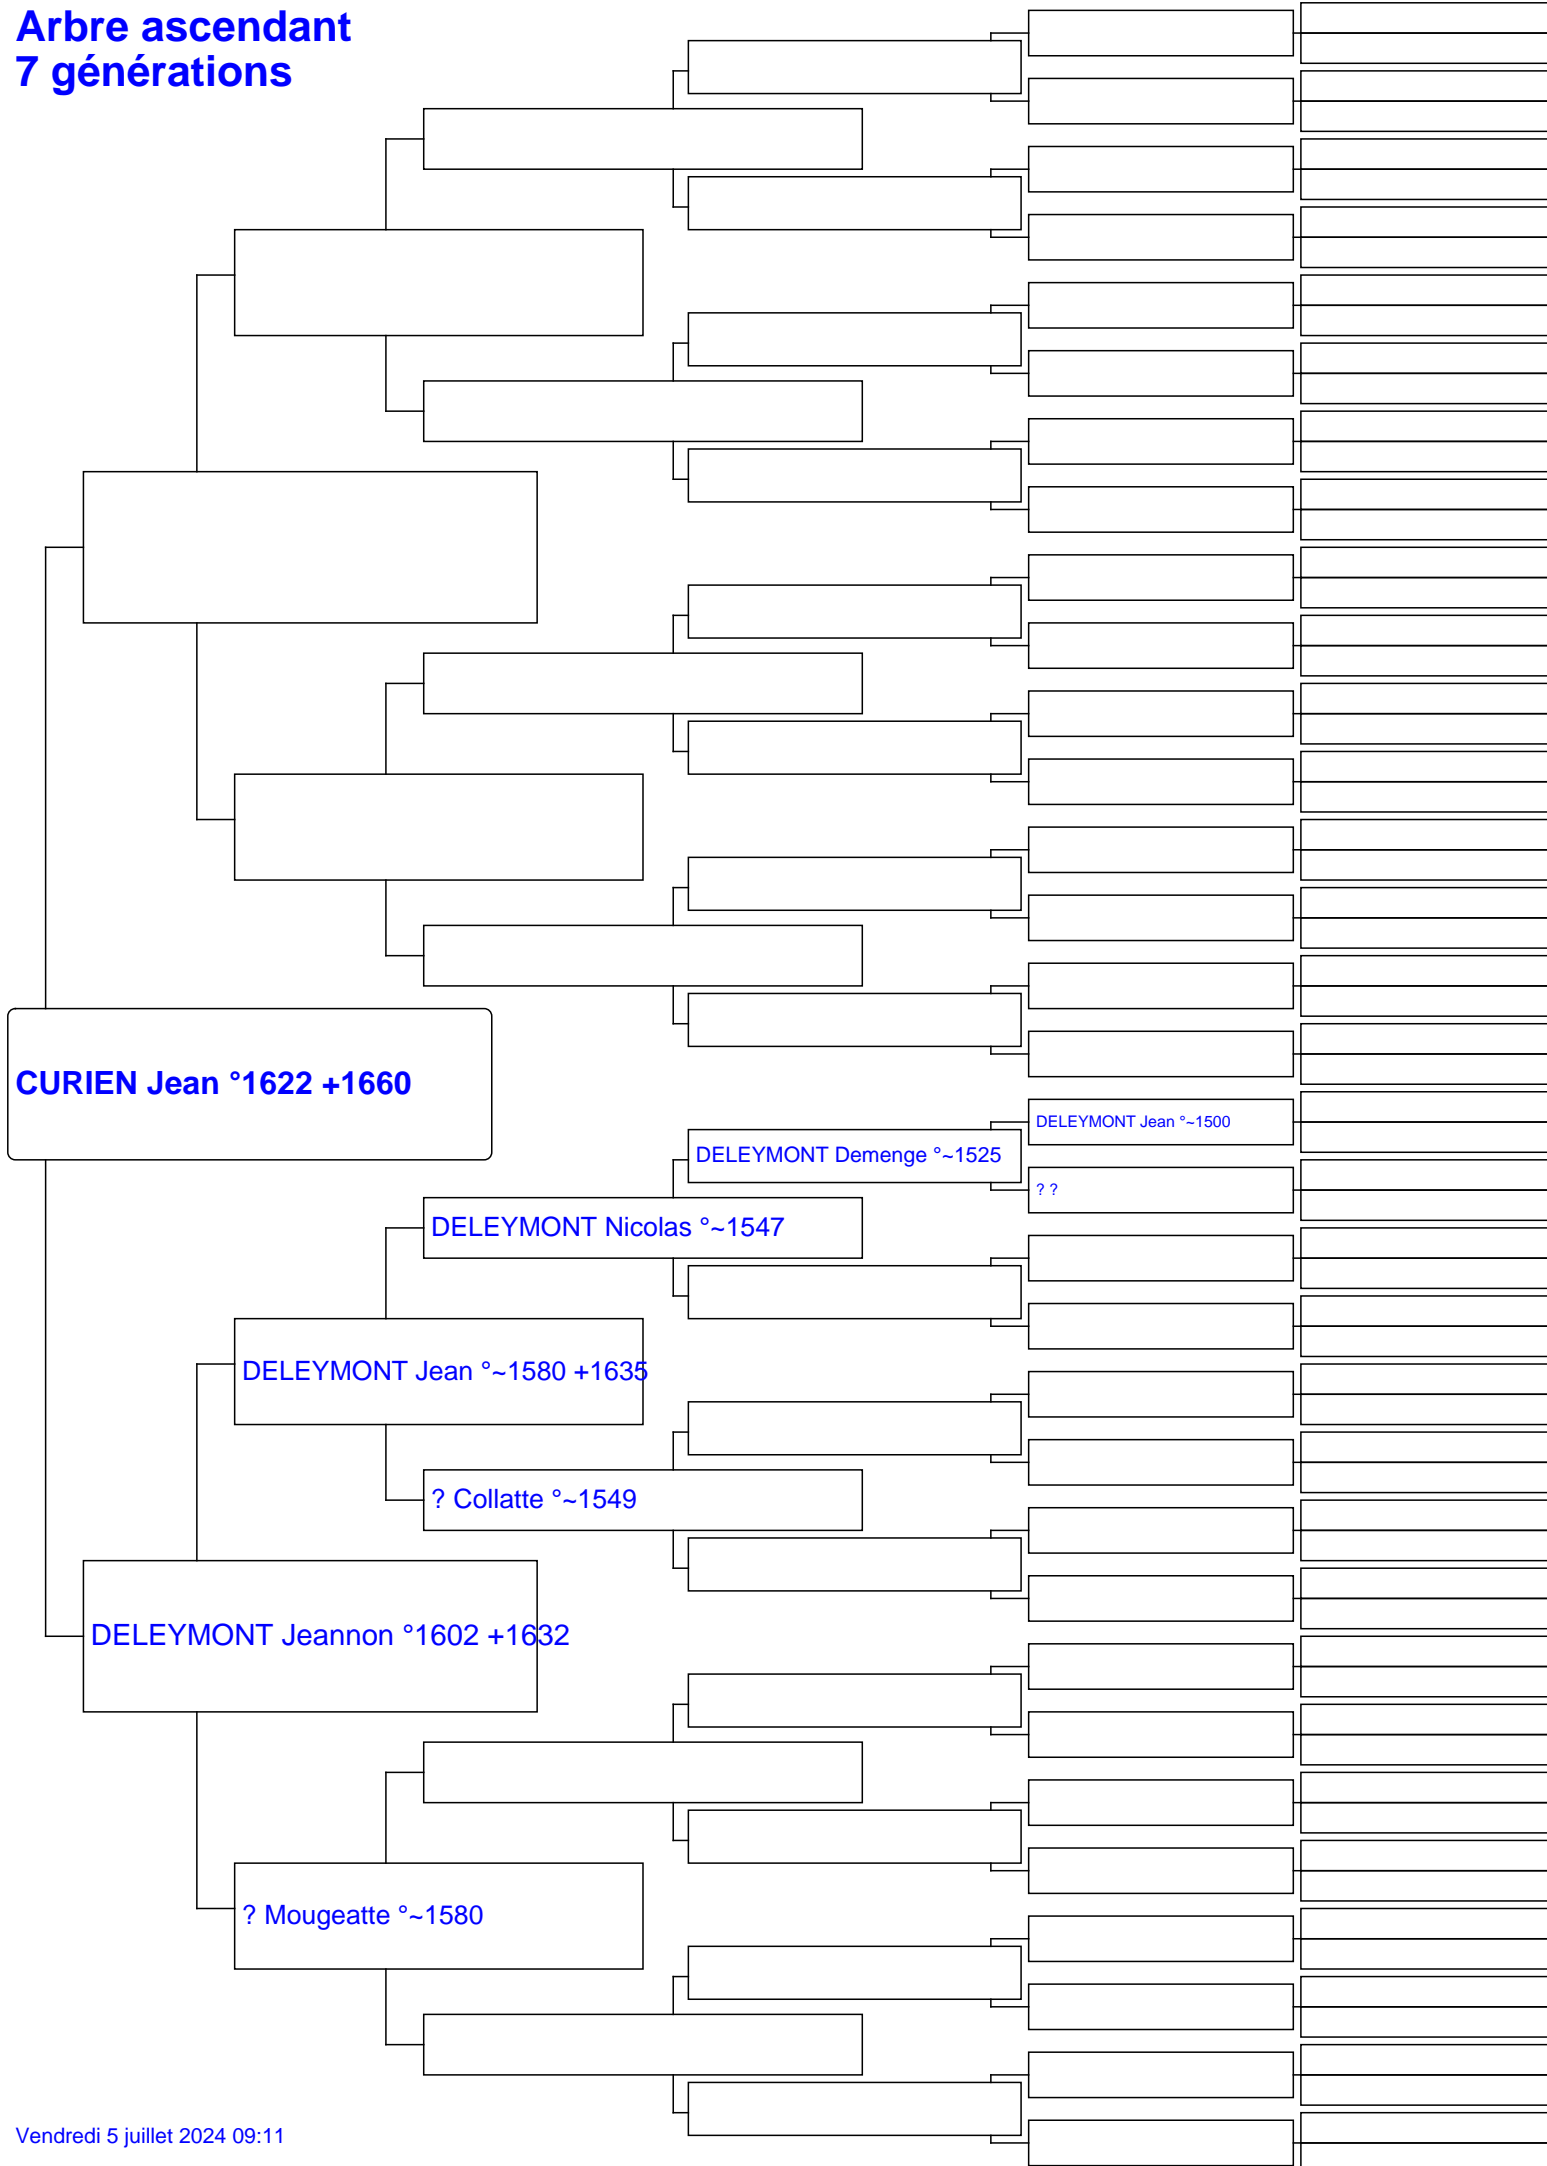 Arbre ascendant
7 générations
CURIEN Jean °1622 +1660
DELEYMONT Jean °~1500
DELEYMONT Demenge °~1525
? ?
DELEYMONT Nicolas °~1547
DELEYMONT Jean °~1580 +1635
? Collatte °~1549
DELEYMONT Jeannon °1602 +1632
? Mougeatte °~1580
Vendredi 5 juillet 2024 09:11